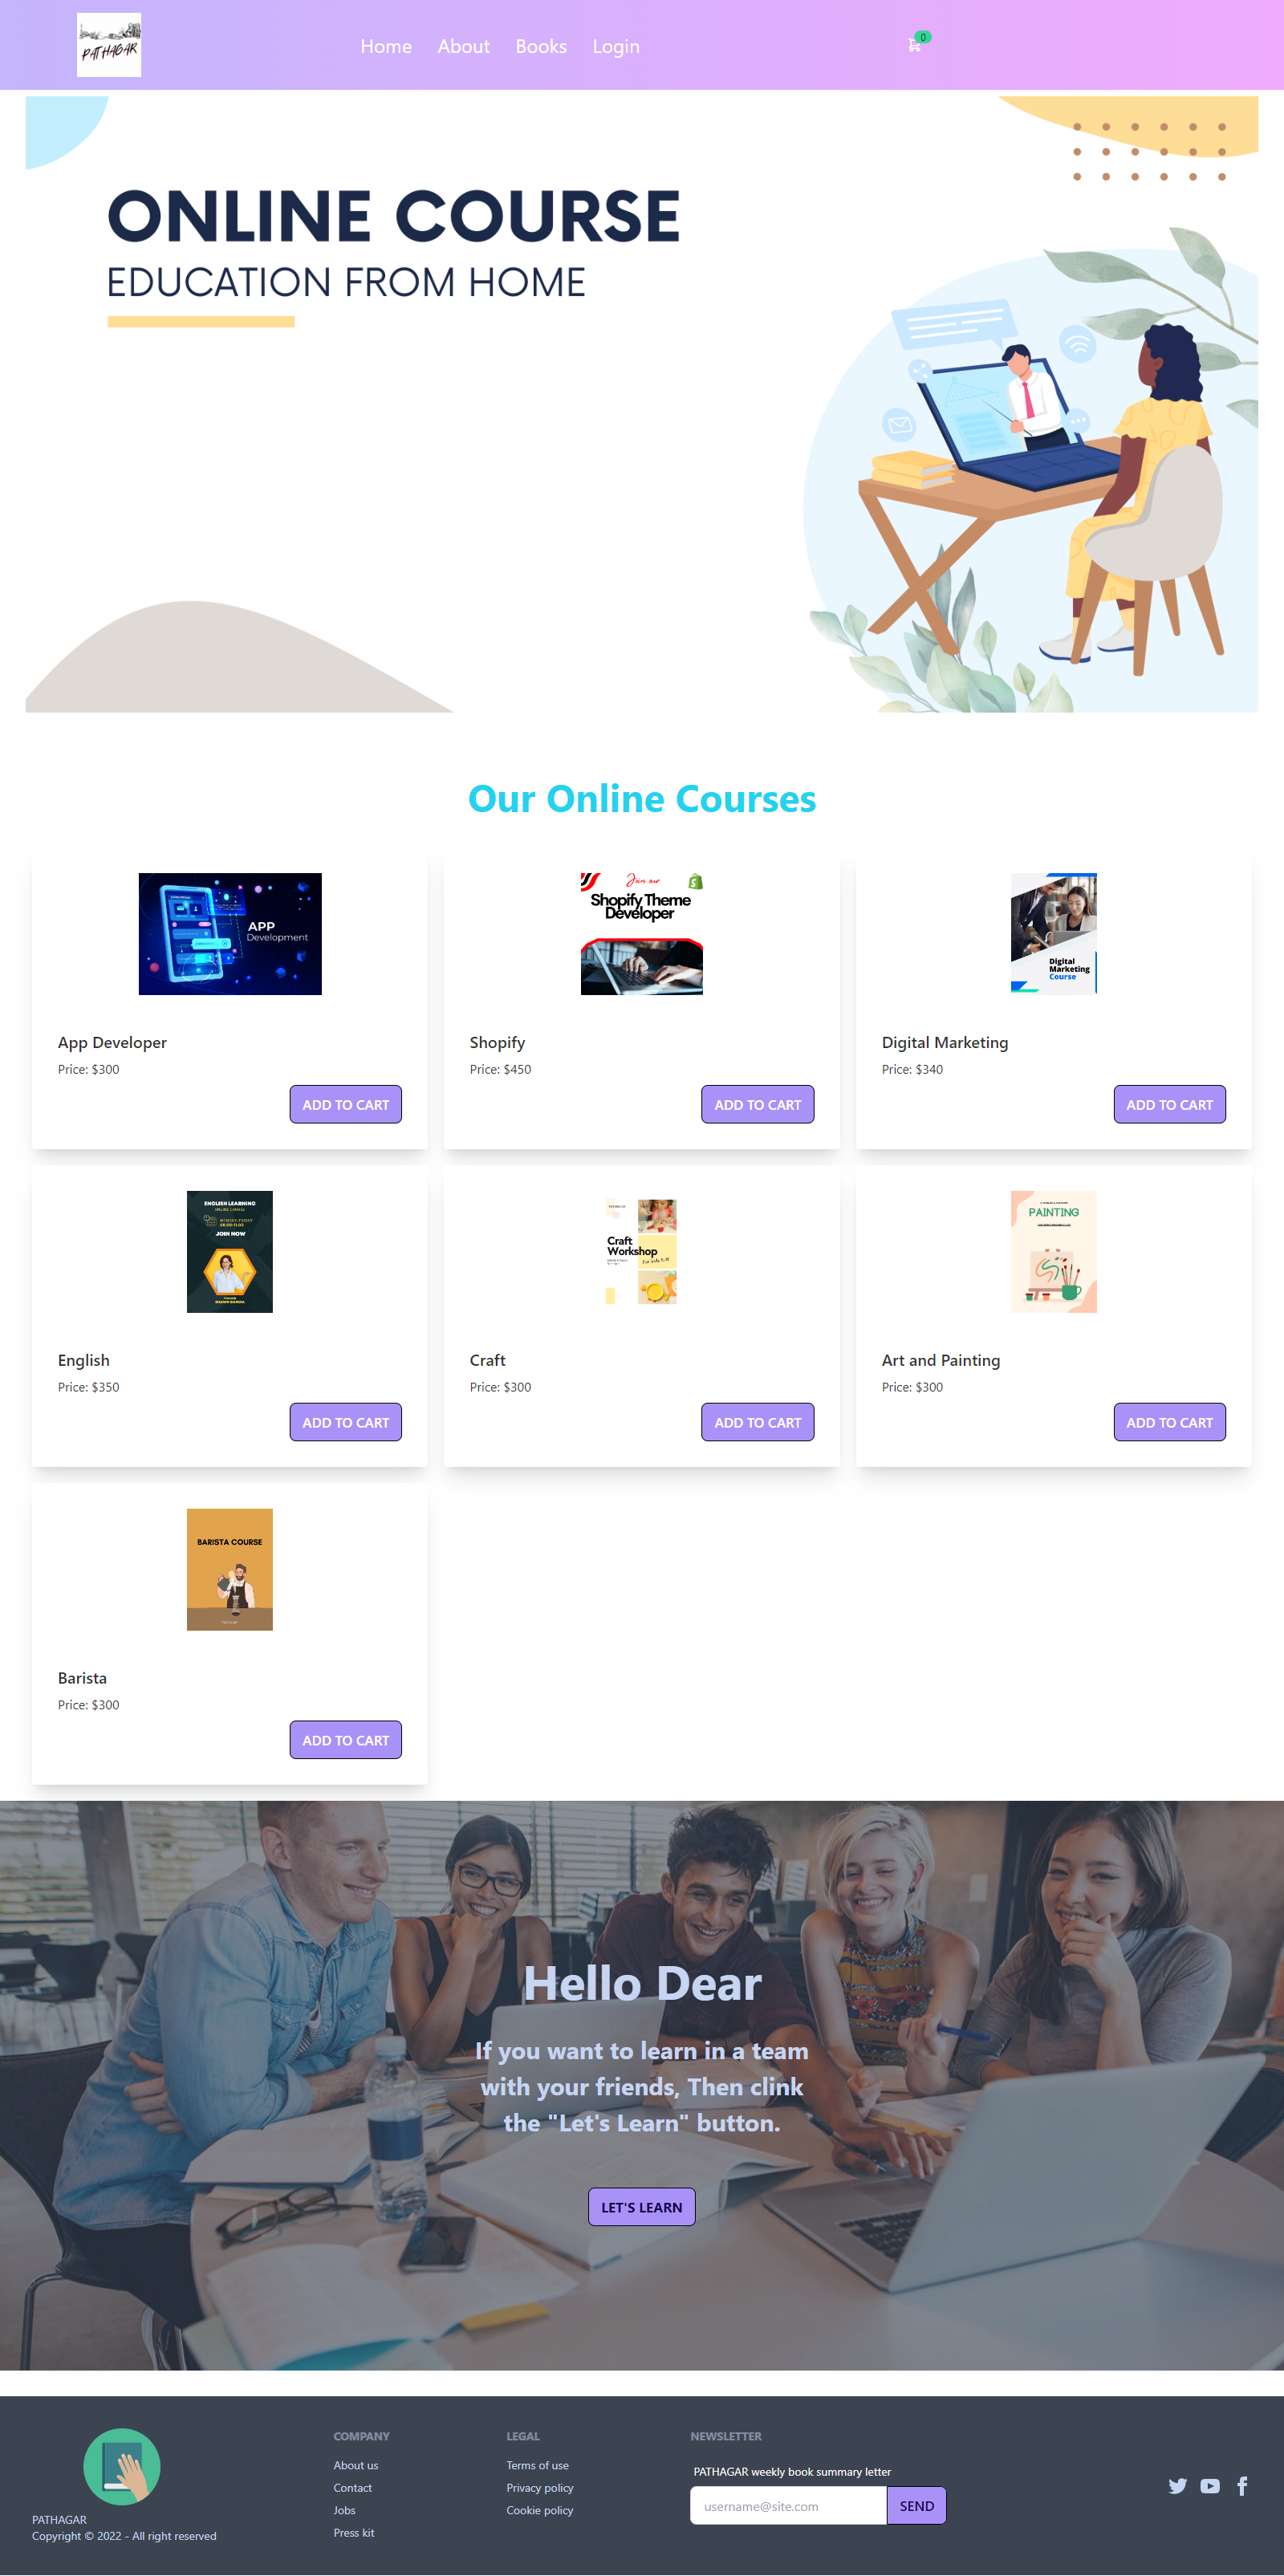 PATHAGAR
Home About Books Login
0
ONLINE COURSE
EDUCATION FROM HOME
Our Online Courses
APP
Development
App Developer
Price: $300
ADD TO CART
Join our
Shopify Theme
Developer
Shopify
Price: $450
ADD TO CART
Digital
Marketing
Course
Digital Marketing
Price: $340
ADD TO CART
ENGLISH LEARNING
ONLINE COURSE
MONDAY-FRIDAY
JOIN NOW
English
Price: $350
ADD TO CART
Craft
Workshop
Craft
Price: $300
ADD TO CART
PAINTING
Art and Painting
Price: $300
ADD TO CART
BARISTA COURSE
Barista
Price: $300
ADD TO CART
Hello Dear
If you want to learn in a team
with your friends, Then clink
the "Let's Learn" button.
LET'S LEARN
PATHAGAR
Copyright © 2022 - All right reserved
COMPANY
About us
Contact
Jobs
Press kit
LEGAL
Terms of use
Privacy policy
Cookie policy
NEWSLETTER
PATHAGAR weekly book summary letter
username@site.com
SEND